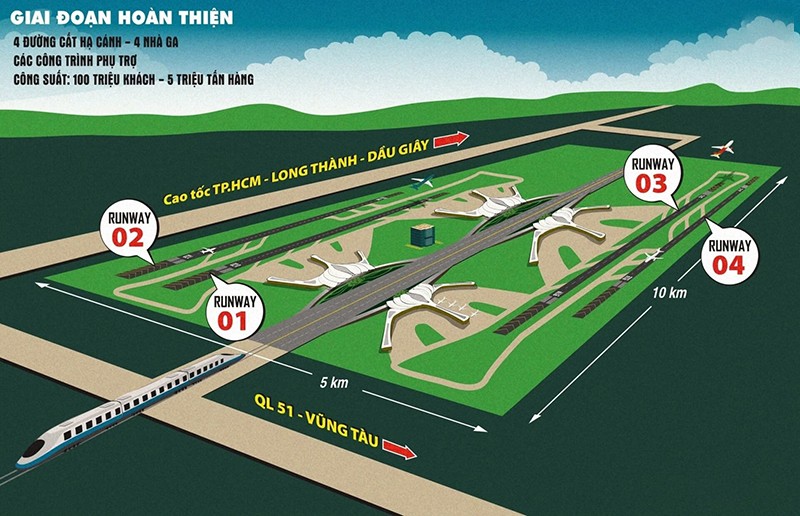 GIAI ĐOẠN HOÀN THIỆN
4 ĐƯỜNG CẤT HẠ CÁNH – 4 NHÀ GA
CÁC CÔNG TRÌNH PHỤ TRỢ
CÔNG SUẤT: 100 TRIỆU KHÁCH – 5 TRIỆU TẤN HÀNG
Cao tốc TP.HCM - LONG THÀNH - DẦU GIÂY
RUNWAY
03
RUNWAY
02
RUNWAY
04
RUNWAY
01
10 km
5 km
QL 51 - VŨNG TÀU